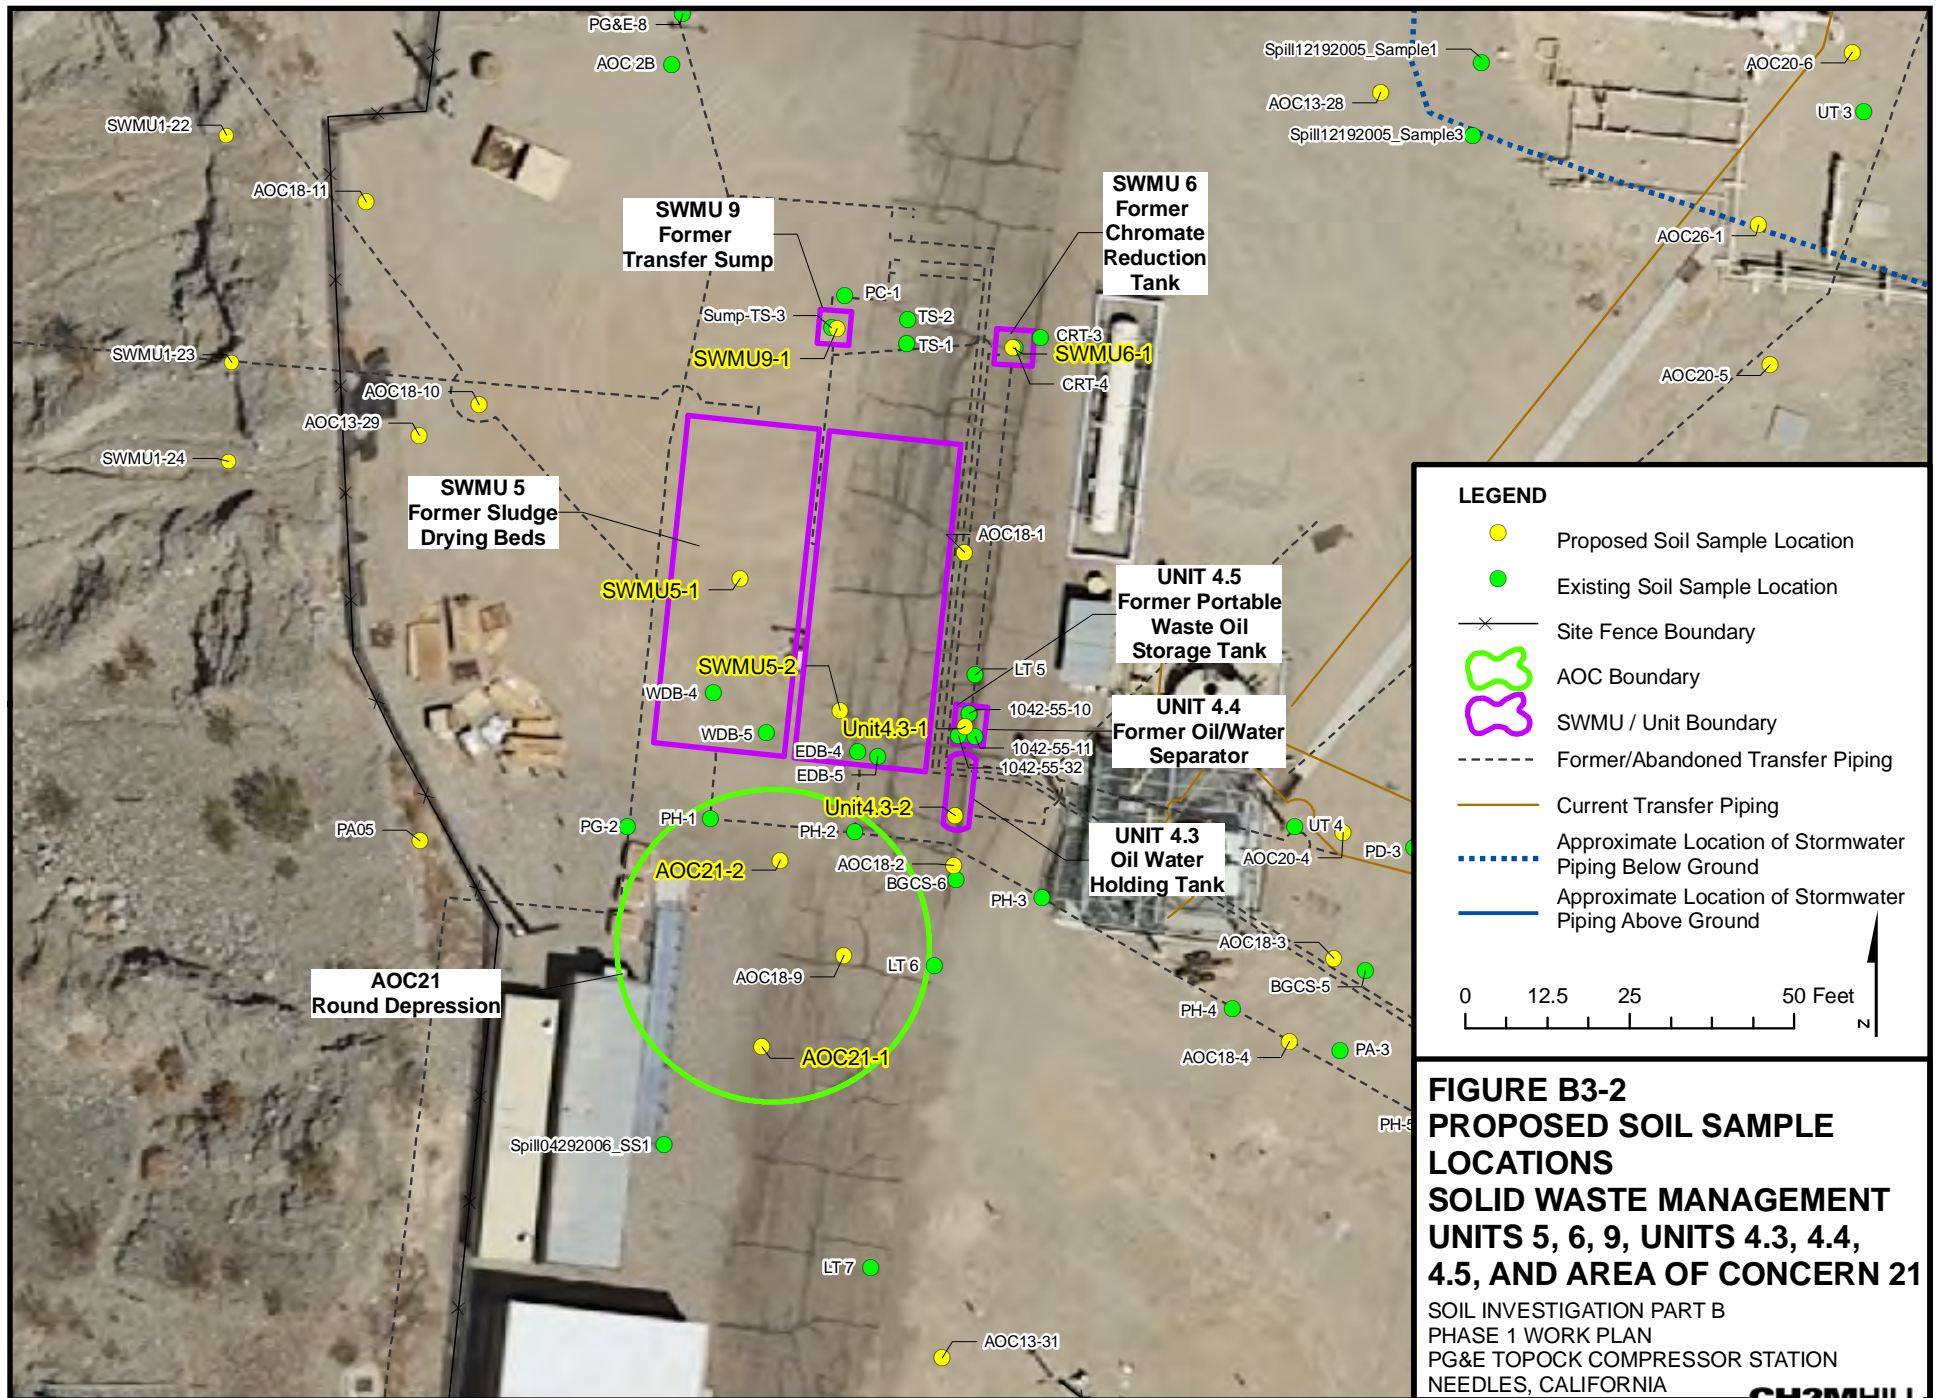 PG&E-8
AOC 2B
Spill12192005_Sample1
AOC20-6
AOC13-28
UT 3
SWMU1-22
Spill12192005_Sample3
AOC18-11
SWMU 9
Former
Transfer Sump
SWMU 6
Former
Chromate
Reduction
Tank
AOC26-1
PC-1
Sump-TS-3
TS-2
CRT-3
TS-1
SWMU9-1
SWMU6-1
SWMU1-23
CRT-4
AOC20-5
AOC18-10
AOC13-29
SWMU1-24
SWMU 5
Former Sludge
Drying Beds
AOC18-1
SWMU5-1
UNIT 4.5
Former Portable
Waste Oil
Storage Tank
SWMU5-2
LT 5
WDB-4
1042-55-10
UNIT 4.4
Former Oil/Water
Separator
WDB-5
Unit4.3-1
EDB-4
1042-55-11
EDB-5
1042-55-32
Unit4.3-2
PA05
PG-2
PH-1
PH-2
UNIT 4.3
Oil Water
Holding Tank
UT 4
AOC20-4
PD-3
AOC21-2
AOC18-2
BGCS-6
PH-3
AOC21
Round Depression
AOC18-9
LT 6
AOC18-3
BGCS-5
PH-4
AOC18-4
PA-3
AOC21-1
PH-5
Spill04292006_SS1
LT 7
AOC13-31
LEGEND
Proposed Soil Sample Location
Existing Soil Sample Location
Site Fence Boundary
AOC Boundary
SWMU / Unit Boundary
Former/Abandoned Transfer Piping
Current Transfer Piping
Approximate Location of Stormwater
Piping Below Ground
Approximate Location of Stormwater
Piping Above Ground
0 12.5 25 50 Feet
Z
FIGURE B3-2
PROPOSED SOIL SAMPLE
LOCATIONS
SOLID WASTE MANAGEMENT
UNITS 5, 6, 9, UNITS 4.3, 4.4,
4.5, AND AREA OF CONCERN 21
SOIL INVESTIGATION PART B
PHASE 1 WORK PLAN
PG&E TOPOCK COMPRESSOR STATION
NEEDLES, CALIFORNIA
CH2MHILL